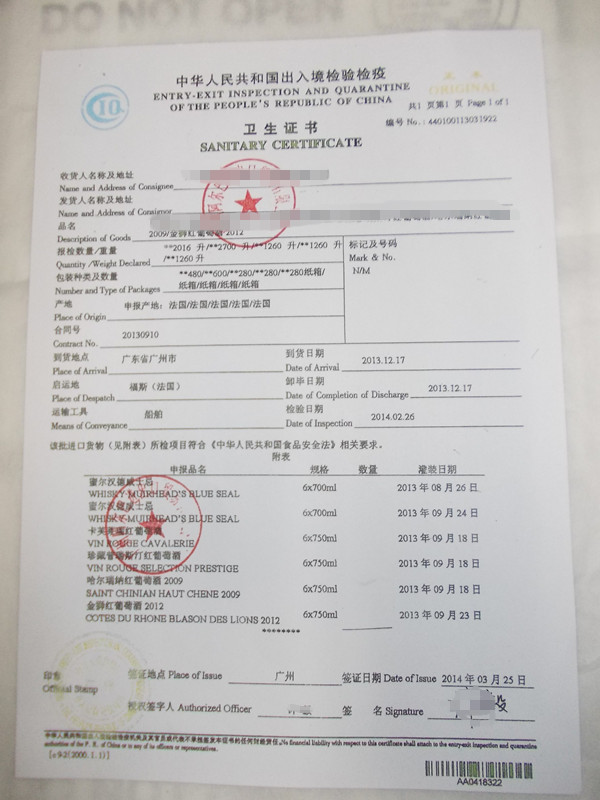 DO NOT OPEN
中华人民共和国出入境检验检疫
ENTRY-EXIT INSPECTION AND QUARANTINE
OF THE PEOPLE'S REPUBLIC OF CHINA
正本
ORIGINAL
共1 页第1 页 Page 1 of 1
编号 No.: 440100113031922
卫生证书
SANITARY CERTIFICATE
收货人名称及地址
Name and Address of Consignee
发货人名称及地址
Name and Address of Consignor
品名
Description of Goods 2009/金狮红葡萄酒 2012
报检数量/重量 **2016 升/**2700 升/**1260 升/**1260 升
Quantity /Weight Declared /**1260 升
标记及号码
Mark & No.
N/M
包装种类及数量 **480/**600/**280/**280/**280纸箱/
Number and Type of Packages 纸箱/纸箱/纸箱/纸箱
产地 申报产地: 法国/法国/法国/法国/法国
Place of Origin
合同号
Contract No. 20130910
到货地点 广东省广州市 到货日期
Place of Arrival Date of Arrival 2013.12.17
启运地 福斯（法国） 卸毕日期
Place of Despatch Date of Completion of Discharge 2013.12.17
运输工具 船舶 检验日期
Means of Conveyance Date of Inspection 2014.02.26
该批进口货物（见附表）所检项目符合《中华人民共和国食品安全法》相关要求。
附表
申报品名 规格 数量 灌装日期
蜜尔汉德威士忌
WHISKY MUIRHEAD'S BLUE SEAL 6x700ml 2013 年 08 月 26 日
蜜尔汉德威士忌
WHISKY MUIRHEAD'S BLUE SEAL 6x700ml 2013 年 09 月 24 日
红葡萄酒
VIN ROUGE CAVALERIE 6x750ml 2013 年 09 月 18 日
红葡萄酒
VIN ROUGE SELECTION PRESTIGE 6x750ml 2013 年 09 月 18 日
哈尔瑞纳红葡萄酒 2009
SAINT CHINIAN HAUT CHENE 2009 6x750ml 2013 年 09 月 18 日
金狮红葡萄酒 2012
COTES DU RHONE BLASON DES LIONS 2012 6x750ml 2013 年 09 月 23 日
********
印章
Official Stamp
签证地点 Place of Issue 广州 签证日期 Date of Issue 2014 年 03 月 25 日
授权签字人 Authorized Officer 签 名 Signature
中华人民共和国出入境检验检疫机关及其官员或代表不承担签发本证书的任何财经责任。No financial liability with respect to this certificate shall attach to the entry-exit inspection and quarantine
authorities of the P. R. of China or to any of its officers or representatives.
[c9-2(2000.1.1)]
AA0418322